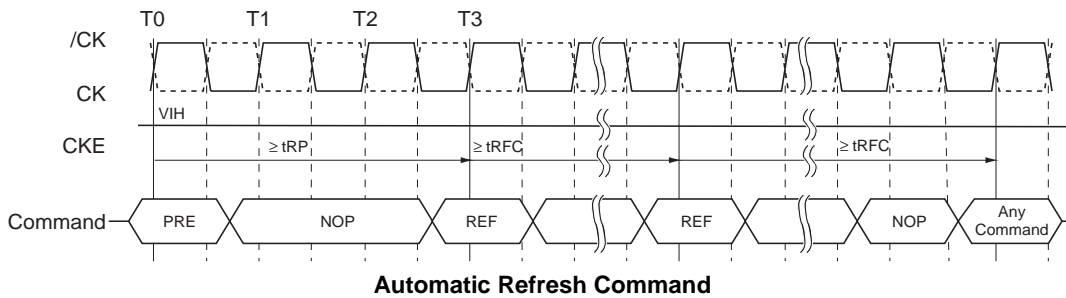 T0 T1 T2 T3
/CK
CK
VIH
CKE
≥ tRP ≥ tRFC ≥ tRFC
Command PRE NOP REF REF NOP Any Command
Automatic Refresh Command